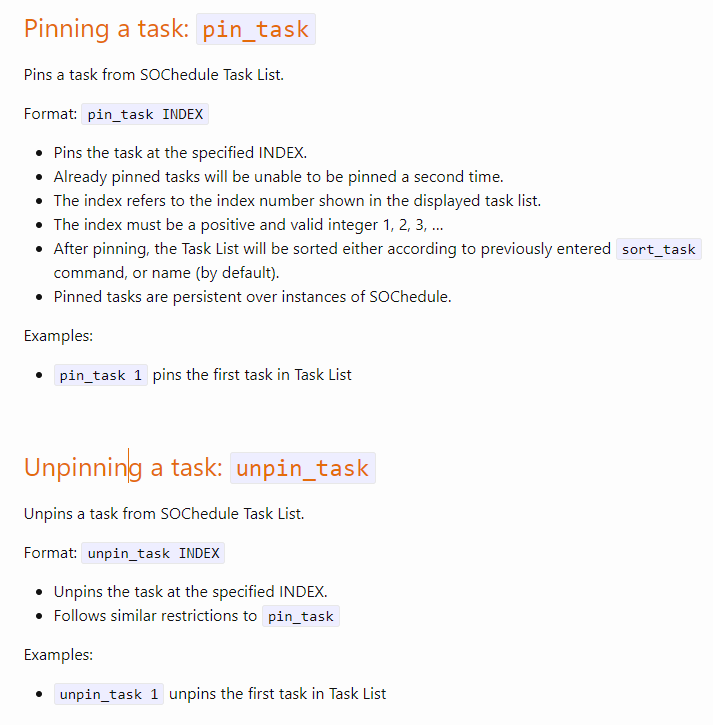 Pinning a task: pin_task
Pins a task from SOChedule Task List.
Format: pin_task INDEX
• Pins the task at the specified INDEX.
• Already pinned tasks will be unable to be pinned a second time.
• The index refers to the index number shown in the displayed task list.
• The index must be a positive and valid integer 1, 2, 3, …
• After pinning, the Task List will be sorted either according to previously entered sort_task
command, or name (by default).
• Pinned tasks are persistent over instances of SOChedule.
Examples:
• pin_task 1 pins the first task in Task List
Unpinning a task: unpin_task
Unpins a task from SOChedule Task List.
Format: unpin_task INDEX
• Unpins the task at the specified INDEX.
• Follows similar restrictions to pin_task
Examples:
• unpin_task 1 unpins the first task in Task List